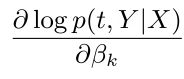 ∂ log p(t, Y|X)
∂β_k